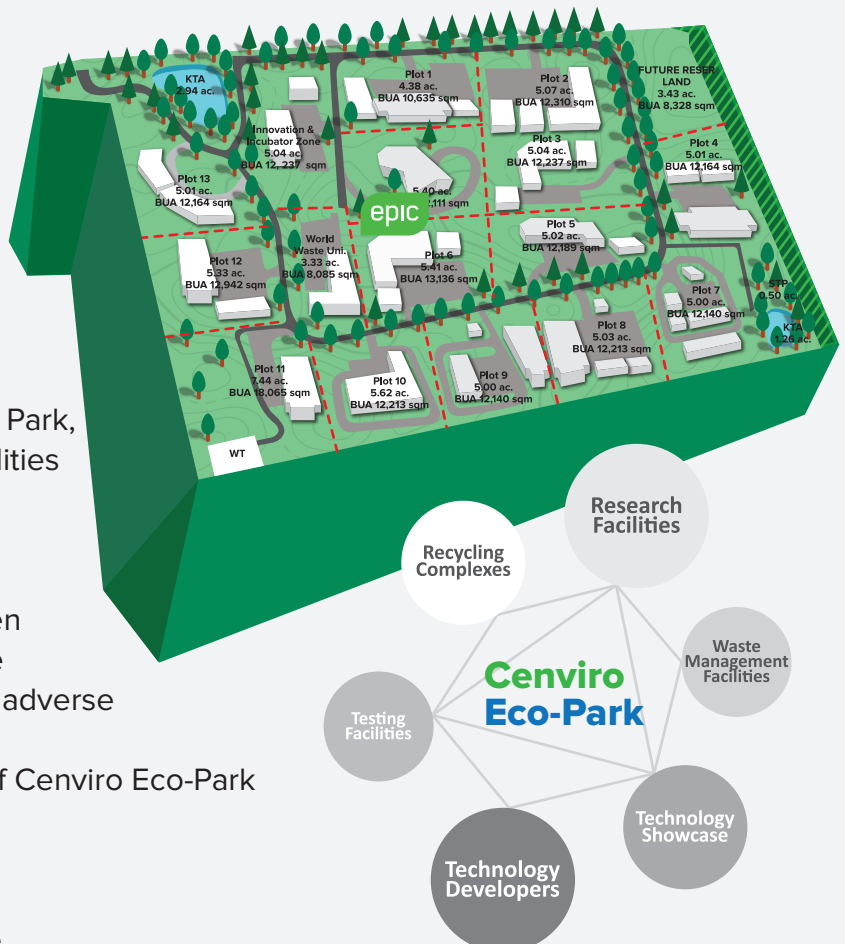 KTA
2.94 ac.
Plot 1
4.38 ac.
BUA 10,635 sqm
Plot 2
5.07 ac.
BUA 12,310 sqm
FUTURE RESER
LAND
3.43 ac.
BUA 8,328 sqm
Innovation &
Incubator Zone
5.04 ac.
BUA 12, 237 sqm
Plot 3
5.04 ac.
BUA 12,237 sqm
Plot 4
5.01 ac.
BUA 12,164 sqm
Plot 13
5.01 ac.
BUA 12,164 sqm
5.40 ac.
,111 sqm
epic
Plot 5
5.02 ac.
BUA 12,189 sqm
World
Waste Uni.
3.33 ac.
BUA 8,085 sqm
Plot 6
5.41 ac.
BUA 13,136 sqm
Plot 12
5.33 ac.
BUA 12,942 sqm
Plot 7
5.00 ac.
BUA 12,140 sqm
STP
0.50 ac.
KTA
1.26 ac.
Plot 8
5.03 ac.
BUA 12,213 sqm
Plot 11
7.44 ac.
BUA 18,065 sqm
Plot 10
5.62 ac.
BUA 12,213 sqm
Plot 9
5.00 ac.
BUA 12,140 sqm
WT
Park,
lities
en
adverse
f Cenviro Eco-Park
Research
Facilities
Recycling
Complexes
Waste
Management
Facilities
Cenviro
Eco-Park
Testing
Facilities
Technology
Showcase
Technology
Developers